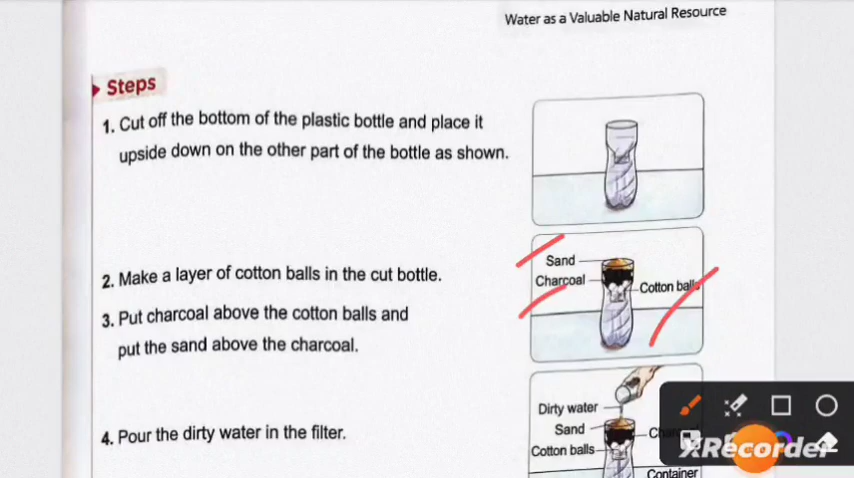 Water as a Valuable Natural Resource
Steps
1. Cut off the bottom of the plastic bottle and place it
upside down on the other part of the bottle as shown.
2. Make a layer of cotton balls in the cut bottle.
Sand
Charcoal
Cotton balls
3. Put charcoal above the cotton balls and
put the sand above the charcoal.
4. Pour the dirty water in the filter.
Dirty water
Sand
Cotton balls
Container
XRecorder